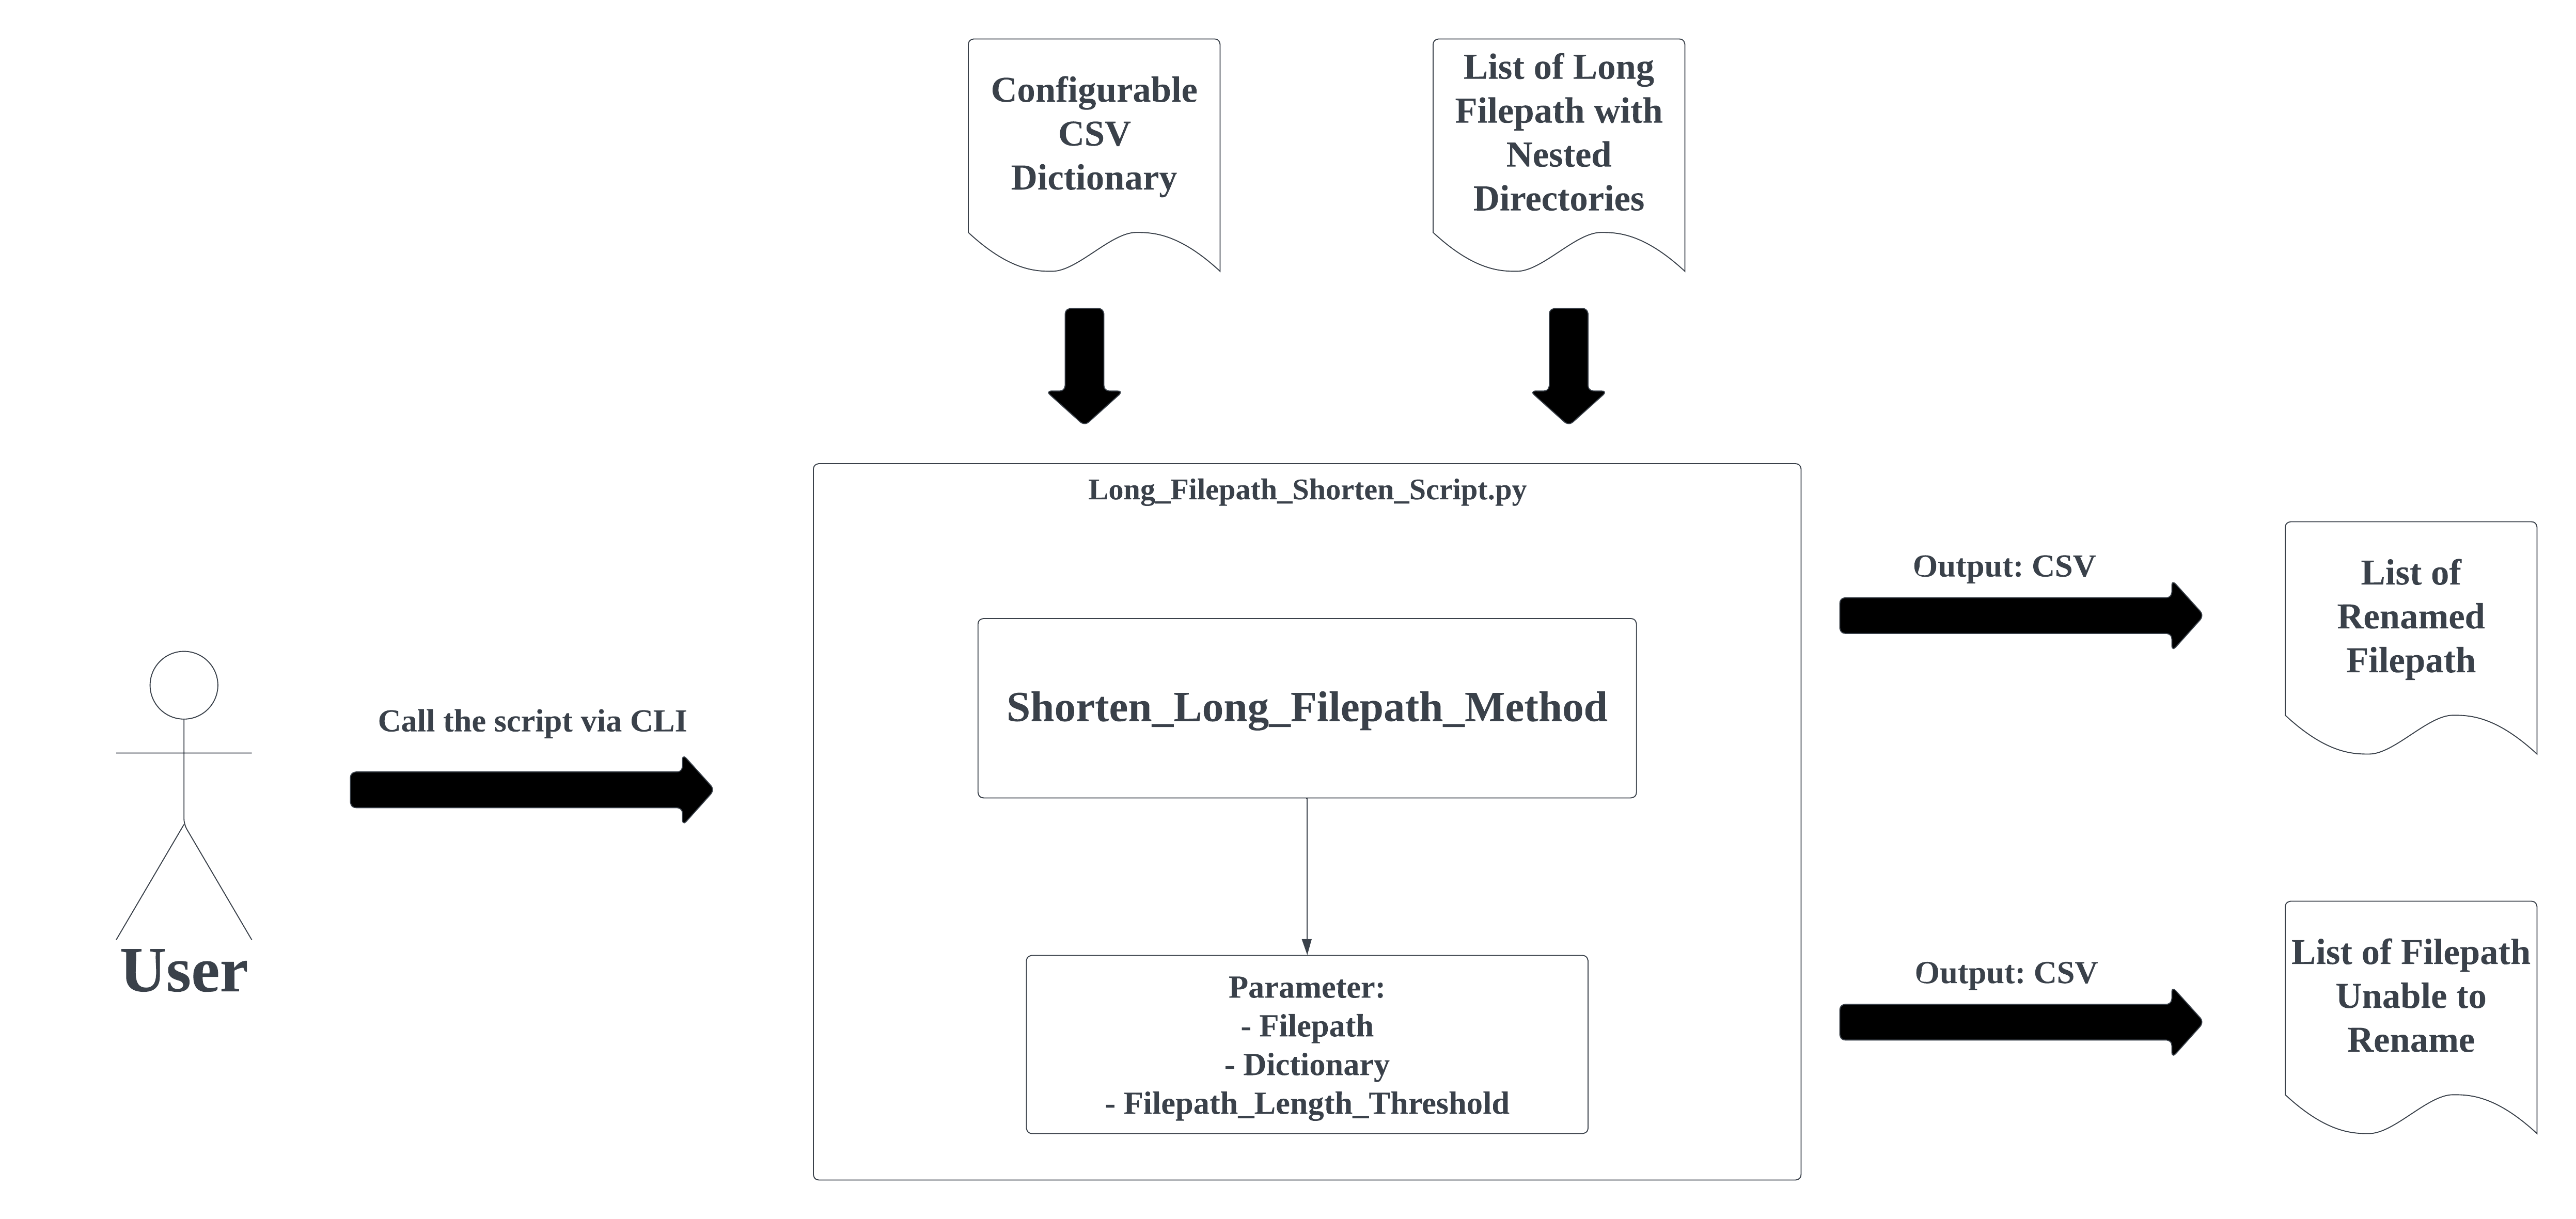 Configurable
CSV
Dictionary
List of Long
Filepath with
Nested
Directories
Long_Filepath_Shorten_Script.py
Output: CSV
List of
Renamed
Filepath
Shorten_Long_Filepath_Method
Call the script via CLI
User
Parameter:
- Filepath
- Dictionary
- Filepath_Length_Threshold
Output: CSV
List of Filepath
Unable to
Rename